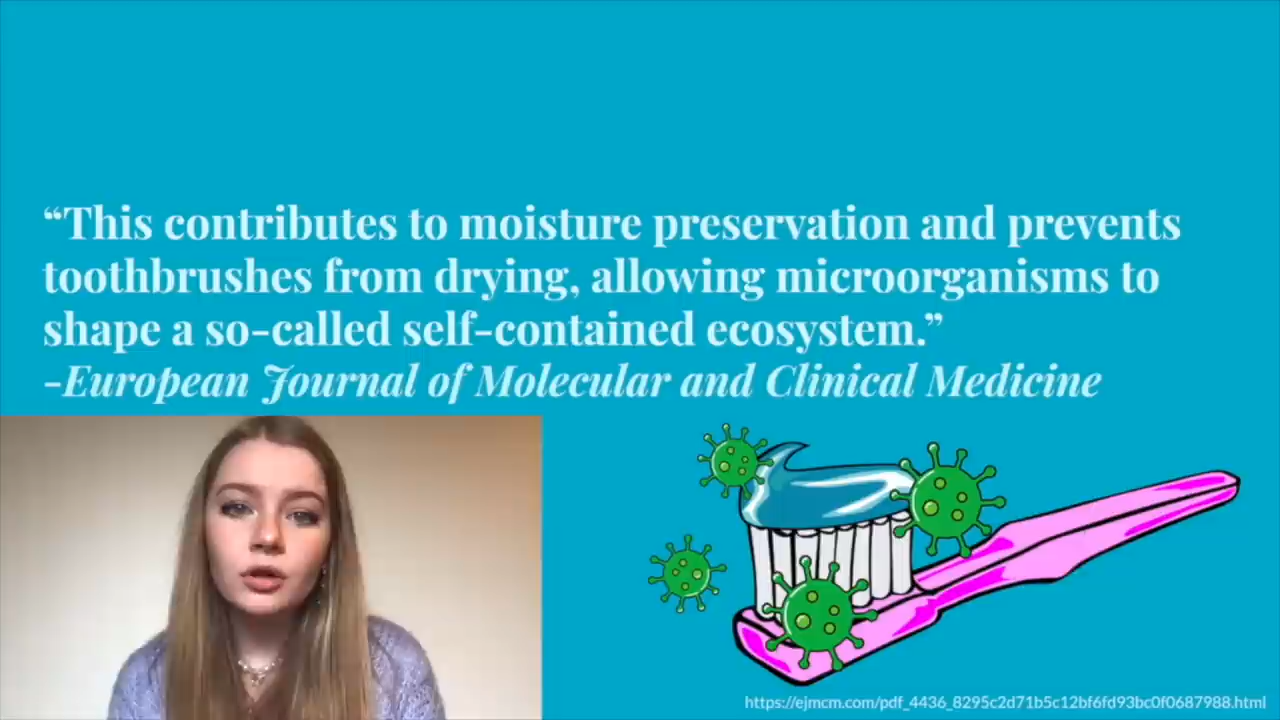 “This contributes to moisture preservation and prevents
toothbrushes from drying, allowing microorganisms to
shape a so-called self-contained ecosystem.”
-European Journal of Molecular and Clinical Medicine
https://ejmcm.com/pdf_4436_8295c2d71b5c12bf6fd93bc0f0687988.html